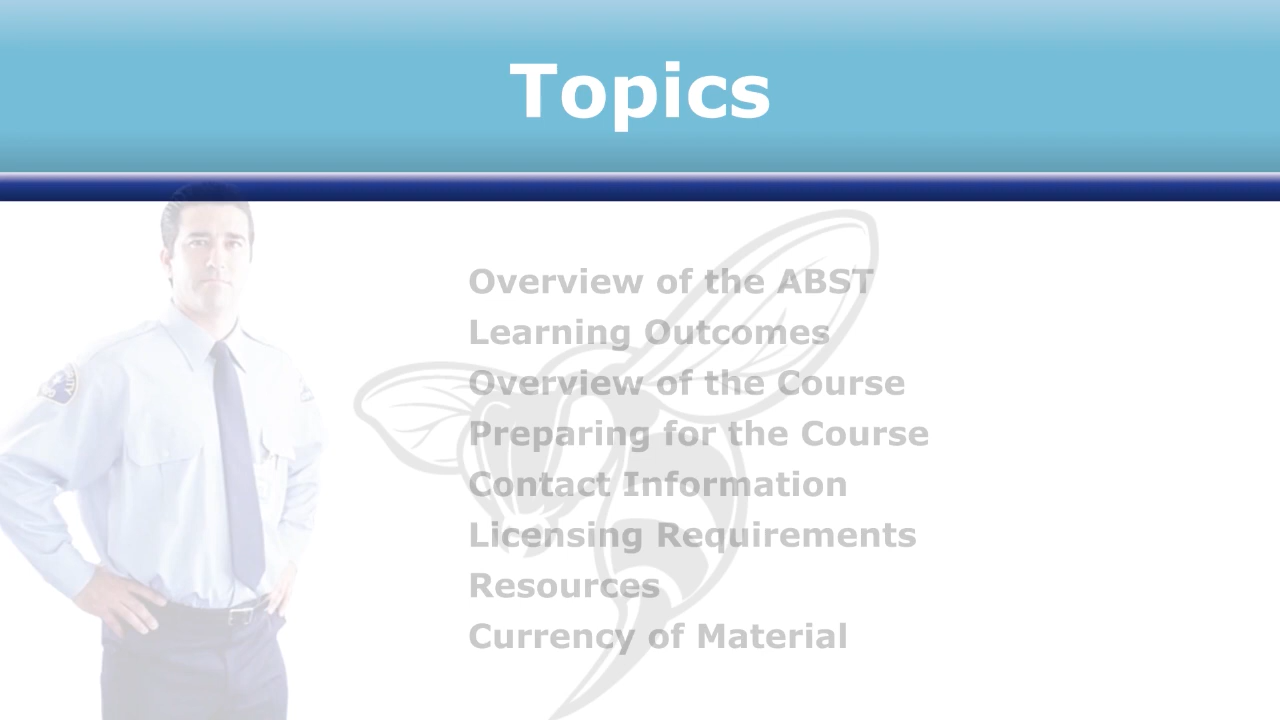 Topics
Overview of the ABST
Learning Outcomes
Overview of the Course
Preparing for the Course
Contact Information
Licensing Requirements
Resources
Currency of Material